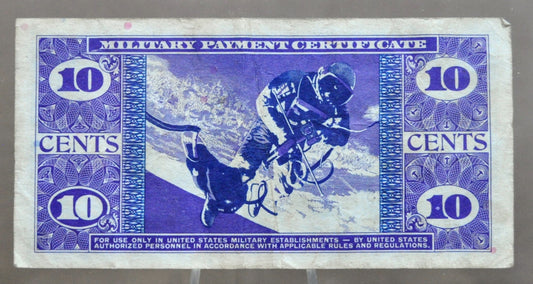 MILITARY PAYMENT CERTIFICATE
10 10
CENTS CENTS
10 10
FOR USE ONLY IN UNITED STATES MILITARY ESTABLISHMENTS — BY UNITED STATES
AUTHORIZED PERSONNEL IN ACCORDANCE WITH APPLICABLE RULES AND REGULATIONS.